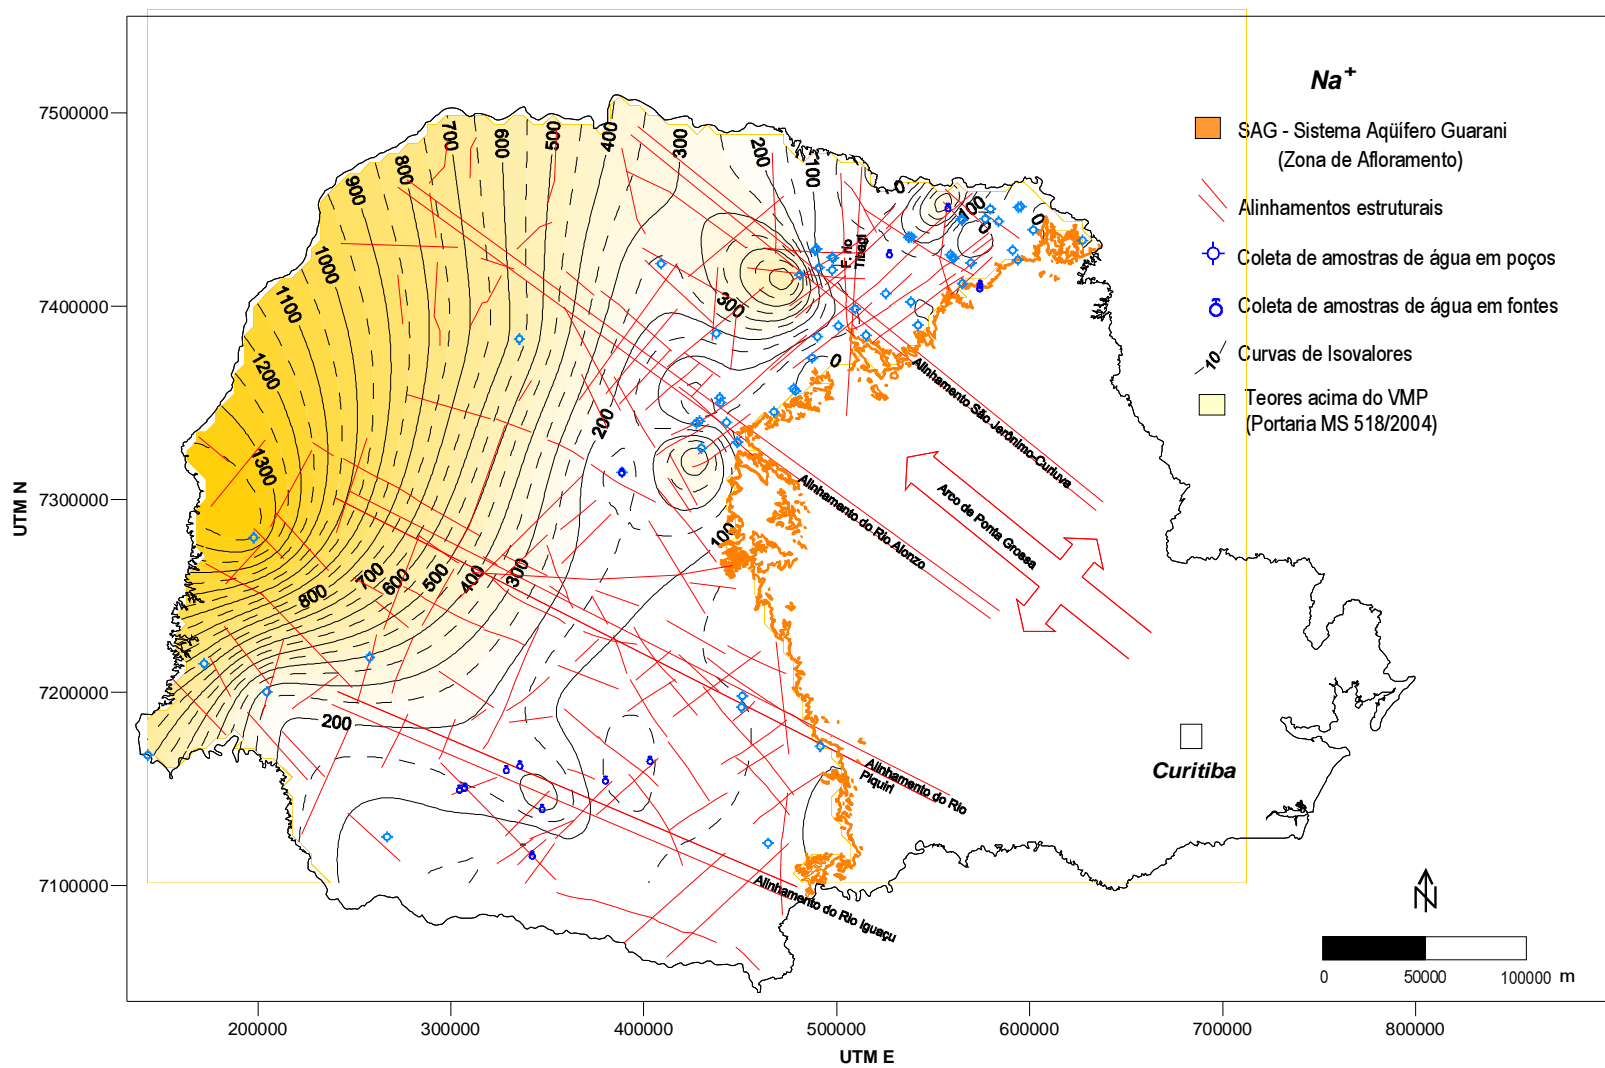 Na⁺
SAG - Sistema Aqüífero Guarani
(Zona de Afloramento)
Alinhamentos estruturais
Coleta de amostras de água em poços
Coleta de amostras de água em fontes
10
Curvas de Isovalores
Teores acima do VMP
(Portaria MS 518/2004)
7500000
7400000
7300000
7200000
7100000
UTM N
200000
300000
400000
500000
600000
700000
800000
UTM E
700
600
500
400
300
200
100
0
100
0
0
800
900
1000
1100
1200
1300
300
0
200
100
800
700
600
500
400
300
200
F. rio
Tibagi
Alinhamento São Jerônimo-Curiuva
Arco de Ponta Grossa
Alinhamento do Rio Alonzo
Alinhamento do Rio
Piquiri
Alinhamento do Rio Iguaçu
Curitiba
N
0
50000
100000 m